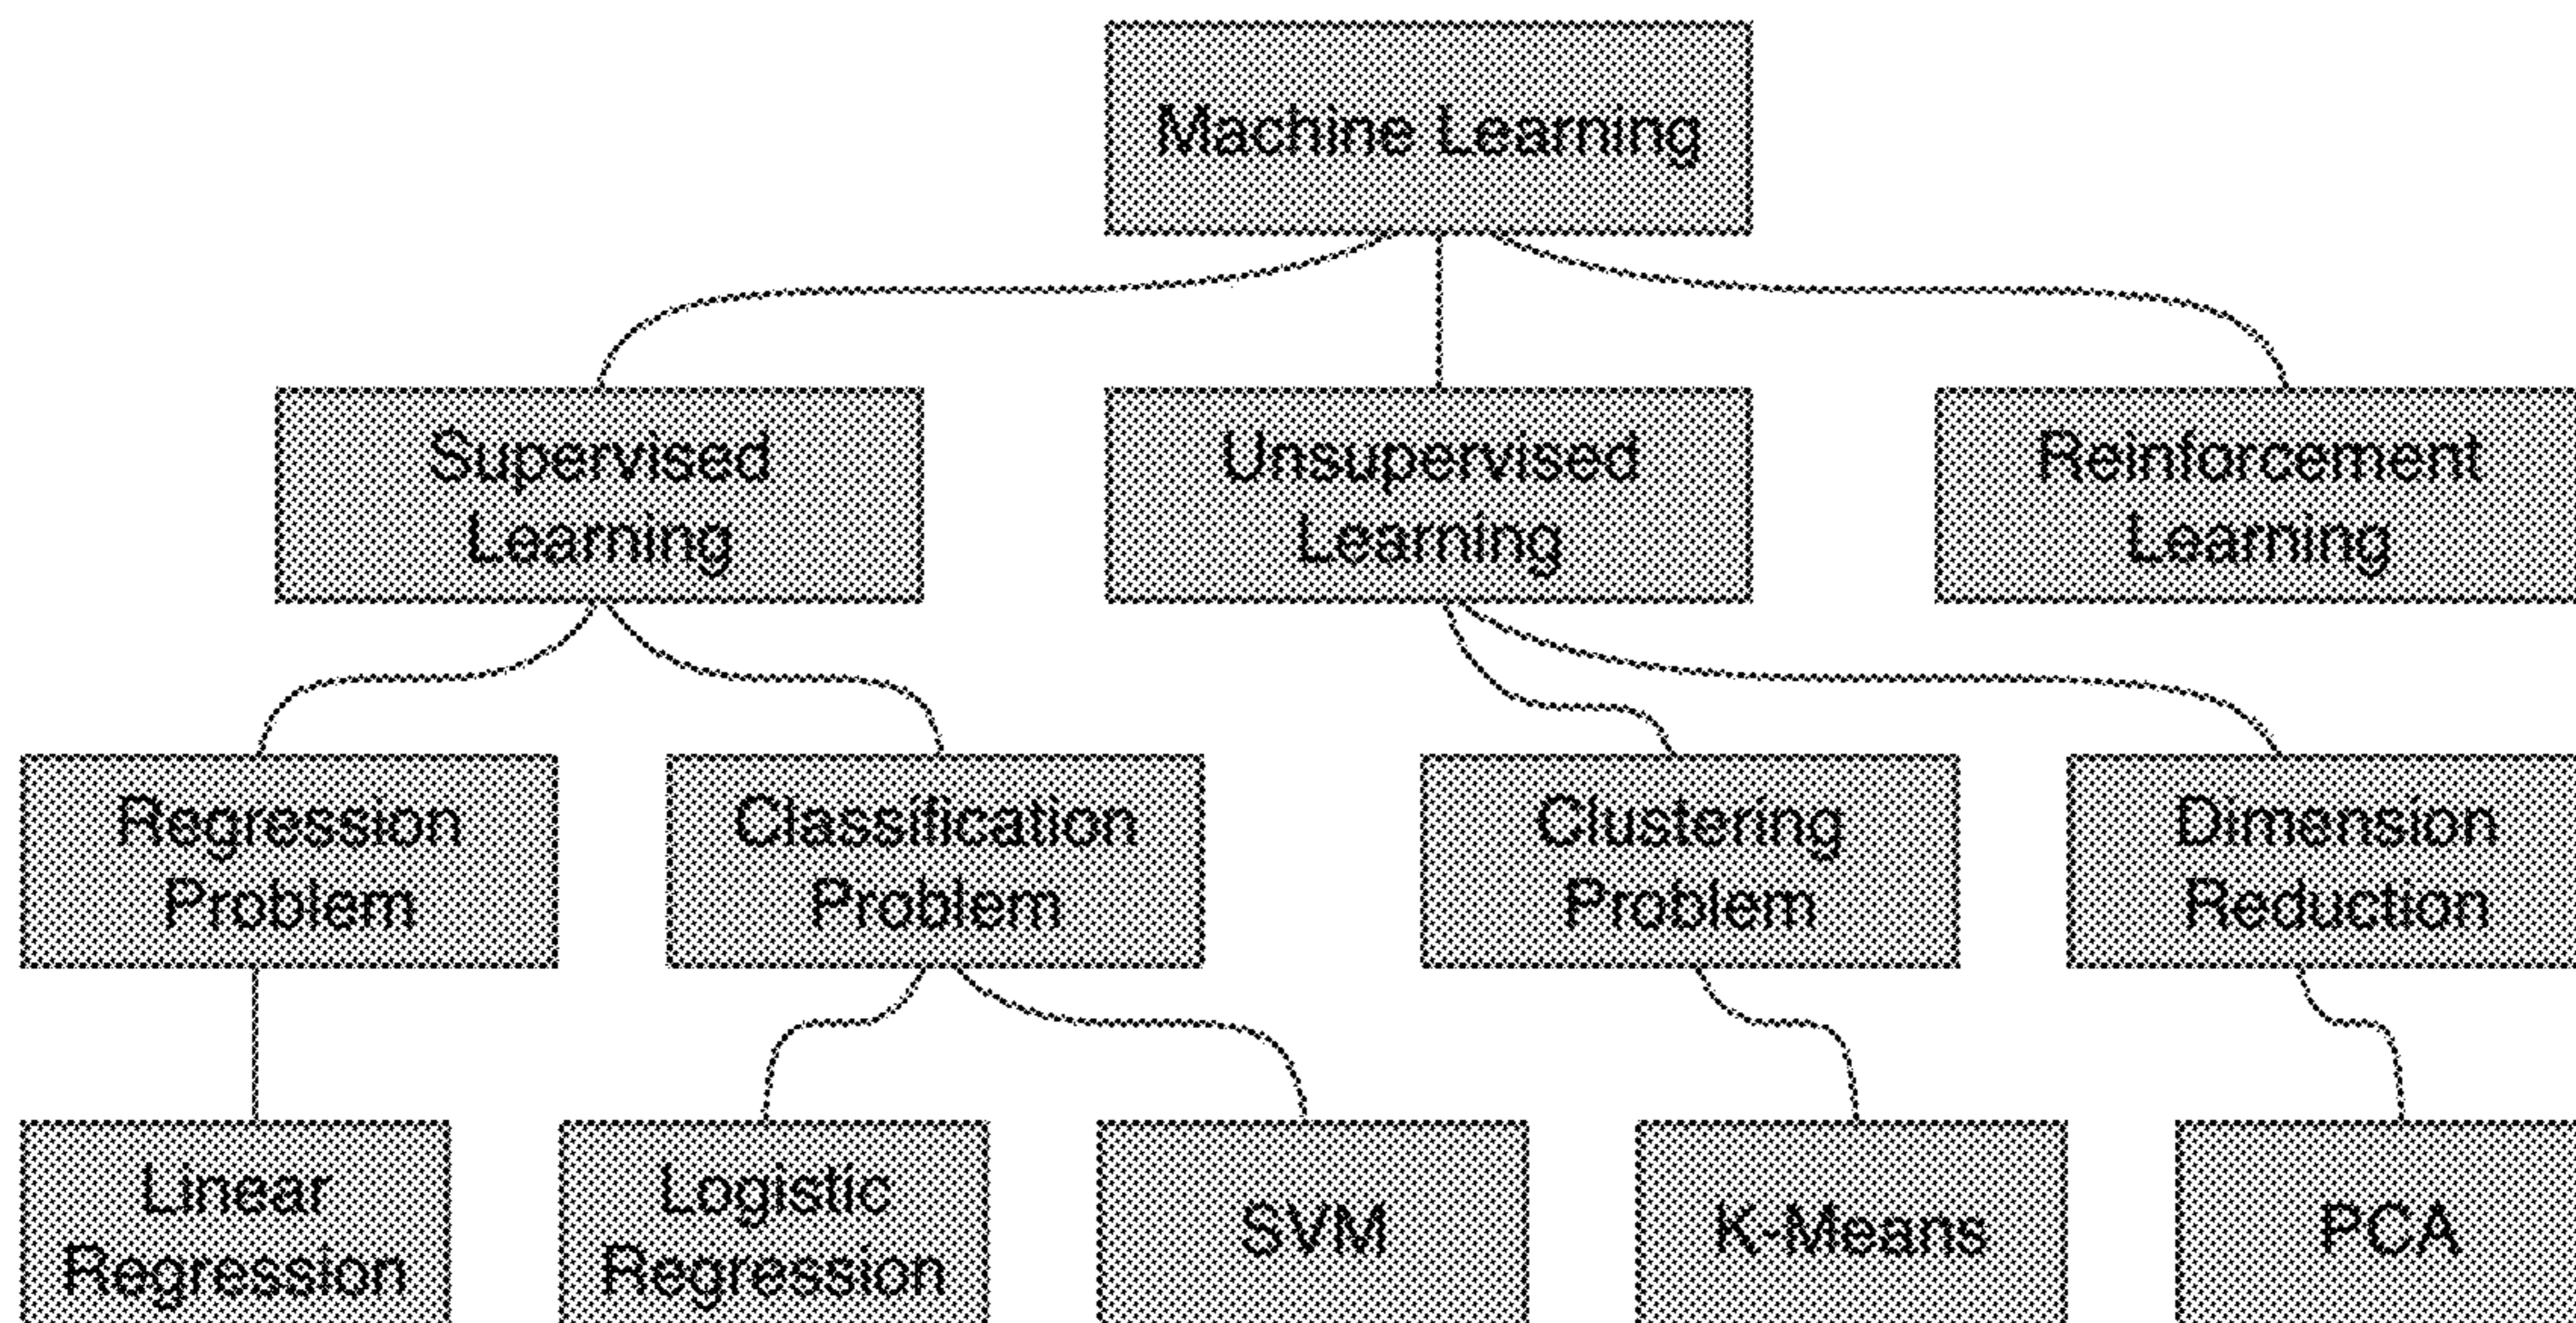 Machine Learning
Supervised
Learning
Unsupervised
Learning
Reinforcement
Learning
Regression
Problem
Classification
Problem
Clustering
Problem
Dimension
Reduction
Linear
Regression
Logistic
Regression
SVM
K-Means
PCA